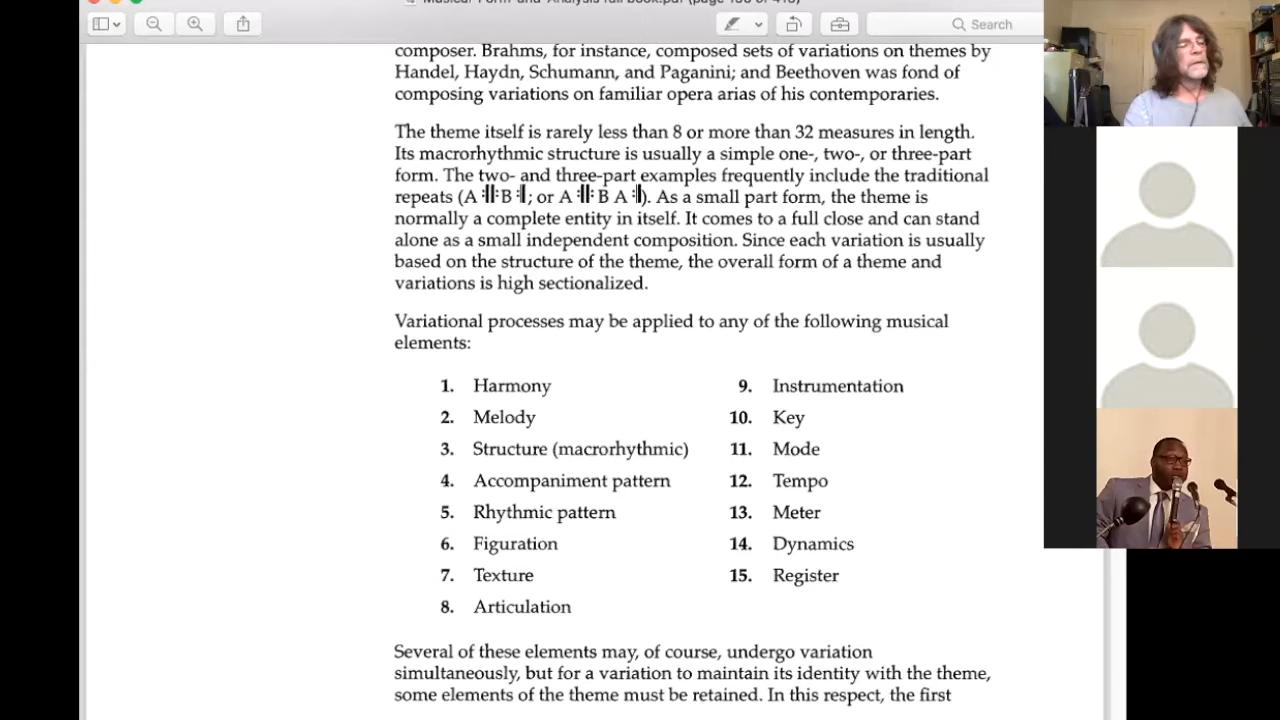 Search
composer. Brahms, for instance, composed sets of variations on themes by
Handel, Haydn, Schumann, and Paganini; and Beethoven was fond of
composing variations on familiar opera arias of his contemporaries.
The theme itself is rarely less than 8 or more than 32 measures in length.
Its macrorhythmic structure is usually a simple one-, two-, or three-part
form. The two- and three-part examples frequently include the traditional
repeats (A 𝄇𝄆 B 𝄇; or A 𝄇𝄆 B A 𝄇). As a small part form, the theme is
normally a complete entity in itself. It comes to a full close and can stand
alone as a small independent composition. Since each variation is usually
based on the structure of the theme, the overall form of a theme and
variations is high sectionalized.
Variational processes may be applied to any of the following musical
elements:
1. Harmony
2. Melody
3. Structure (macrorhythmic)
4. Accompaniment pattern
5. Rhythmic pattern
6. Figuration
7. Texture
8. Articulation
9. Instrumentation
10. Key
11. Mode
12. Tempo
13. Meter
14. Dynamics
15. Register
Several of these elements may, of course, undergo variation
simultaneously, but for a variation to maintain its identity with the theme,
some elements of the theme must be retained. In this respect, the first